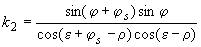 k₂ = sin(φ + φₛ) sin φ / cos(ε + φₛ − ρ) cos(ε − ρ)